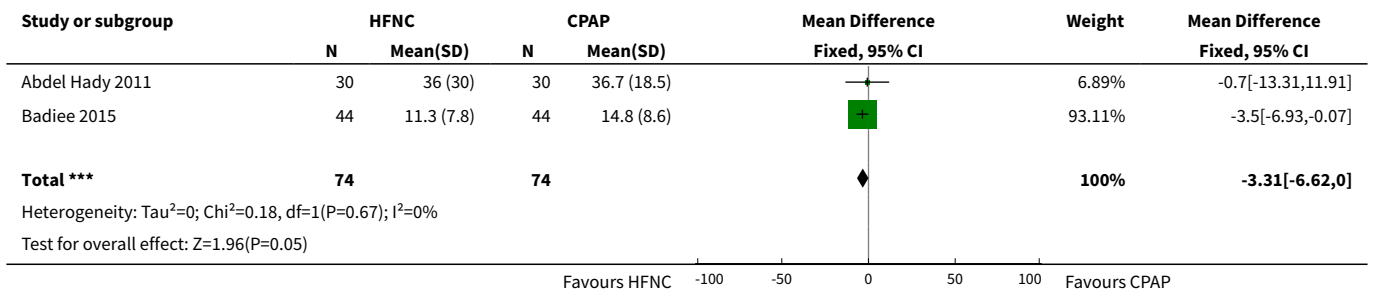 Study or subgroup HFNC CPAP Mean Difference Weight Mean Difference
N Mean(SD) N Mean(SD) Fixed, 95% CI Fixed, 95% CI
Abdel Hady 2011 30 36 (30) 30 36.7 (18.5) 6.89% -0.7[-13.31,11.91]
Badiee 2015 44 11.3 (7.8) 44 14.8 (8.6) 93.11% -3.5[-6.93,-0.07]
Total *** 74 74 100% -3.31[-6.62,0]
Heterogeneity: Tau²=0; Chi²=0.18, df=1(P=0.67); I²=0%
Test for overall effect: Z=1.96(P=0.05)
Favours HFNC -100 -50 0 50 100 Favours CPAP